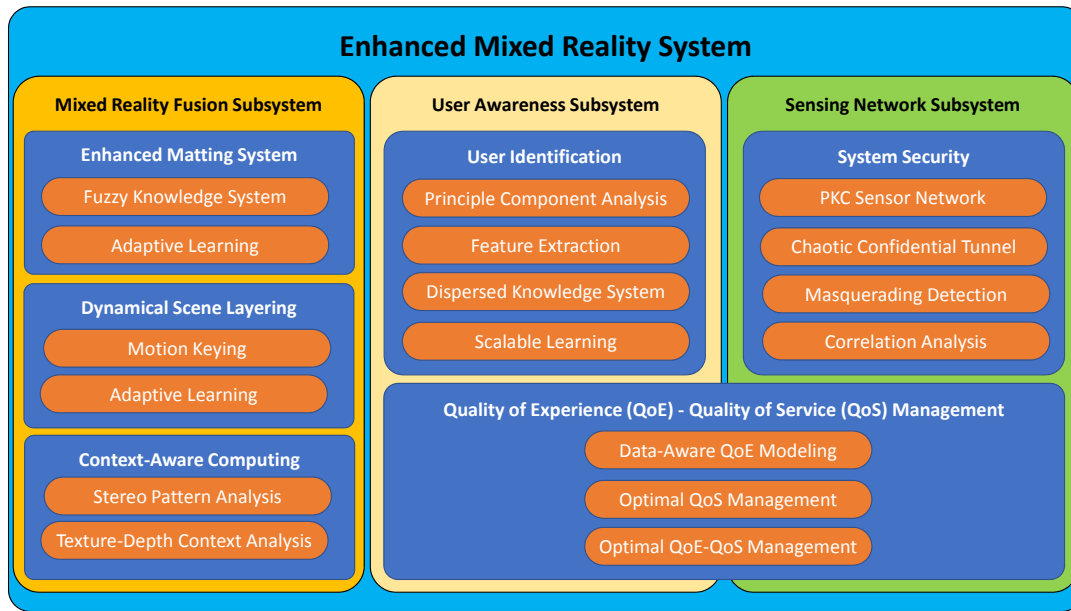 Enhanced Mixed Reality System
Mixed Reality Fusion Subsystem
Enhanced Matting System
Fuzzy Knowledge System
Adaptive Learning
Dynamical Scene Layering
Motion Keying
Adaptive Learning
Context-Aware Computing
Stereo Pattern Analysis
Texture-Depth Context Analysis
User Awareness Subsystem
User Identification
Principle Component Analysis
Feature Extraction
Dispersed Knowledge System
Scalable Learning
Sensing Network Subsystem
System Security
PKC Sensor Network
Chaotic Confidential Tunnel
Masquerading Detection
Correlation Analysis
Quality of Experience (QoE) - Quality of Service (QoS) Management
Data-Aware QoE Modeling
Optimal QoS Management
Optimal QoE-QoS Management